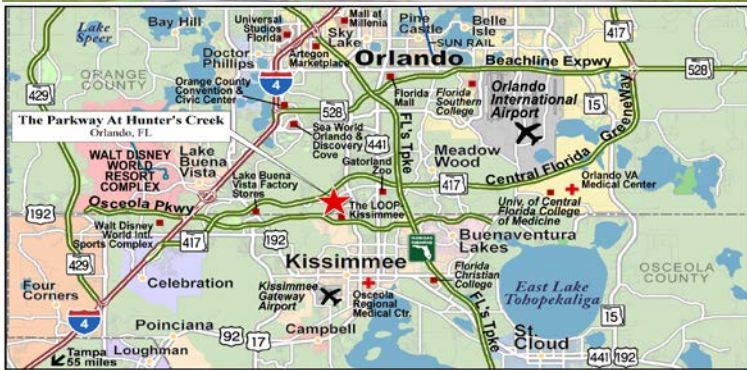 Lake
Speer
Bay Hill
Universal
Studios
Florida
Mall at
Millenia
Sky
Lake
Pine
Castle
Belle
Isle
SUN RAIL
417
Doctor
Phillips
Artegon
Marketplace
Orlando
Beachline Expwy
528
ORANGE
COUNTY
429
4
Orange County
Convention &
Civic Center
528
Florida
Mall
Florida
Southern
College
Orlando
International
Airport
15
The Parkway At Hunter's Creek
Orlando, FL
Sea World
Orlando &
Discovery
Cove
441
FL's Tpke
GreeneWay
Meadow
Wood
Central Florida
WALT DISNEY
WORLD
RESORT
COMPLEX
Lake
Buena
Vista
Gatorland
Zoo
417
Orlando VA
Medical Center
192
Osceola Pkwy
Lake Buena
Vista Factory
Stores
The LOOP-
Kissimmee
Univ. of Central
Florida College
of Medicine
Walt Disney
World Intl.
Sports Complex
417
192
Buenaventura
Lakes
429
Four
Corners
Celebration
Kissimmee
Florida
Christian
College
OSCEOLA
COUNTY
Kissimmee
Gateway
Airport
Osceola
Regional
Medical Ctr.
East Lake
Tohopekaliga
FL's Tpke
4
Poinciana
92
17
Campbell
15
St.
Cloud
Tampa
55 miles
Loughman
441
192